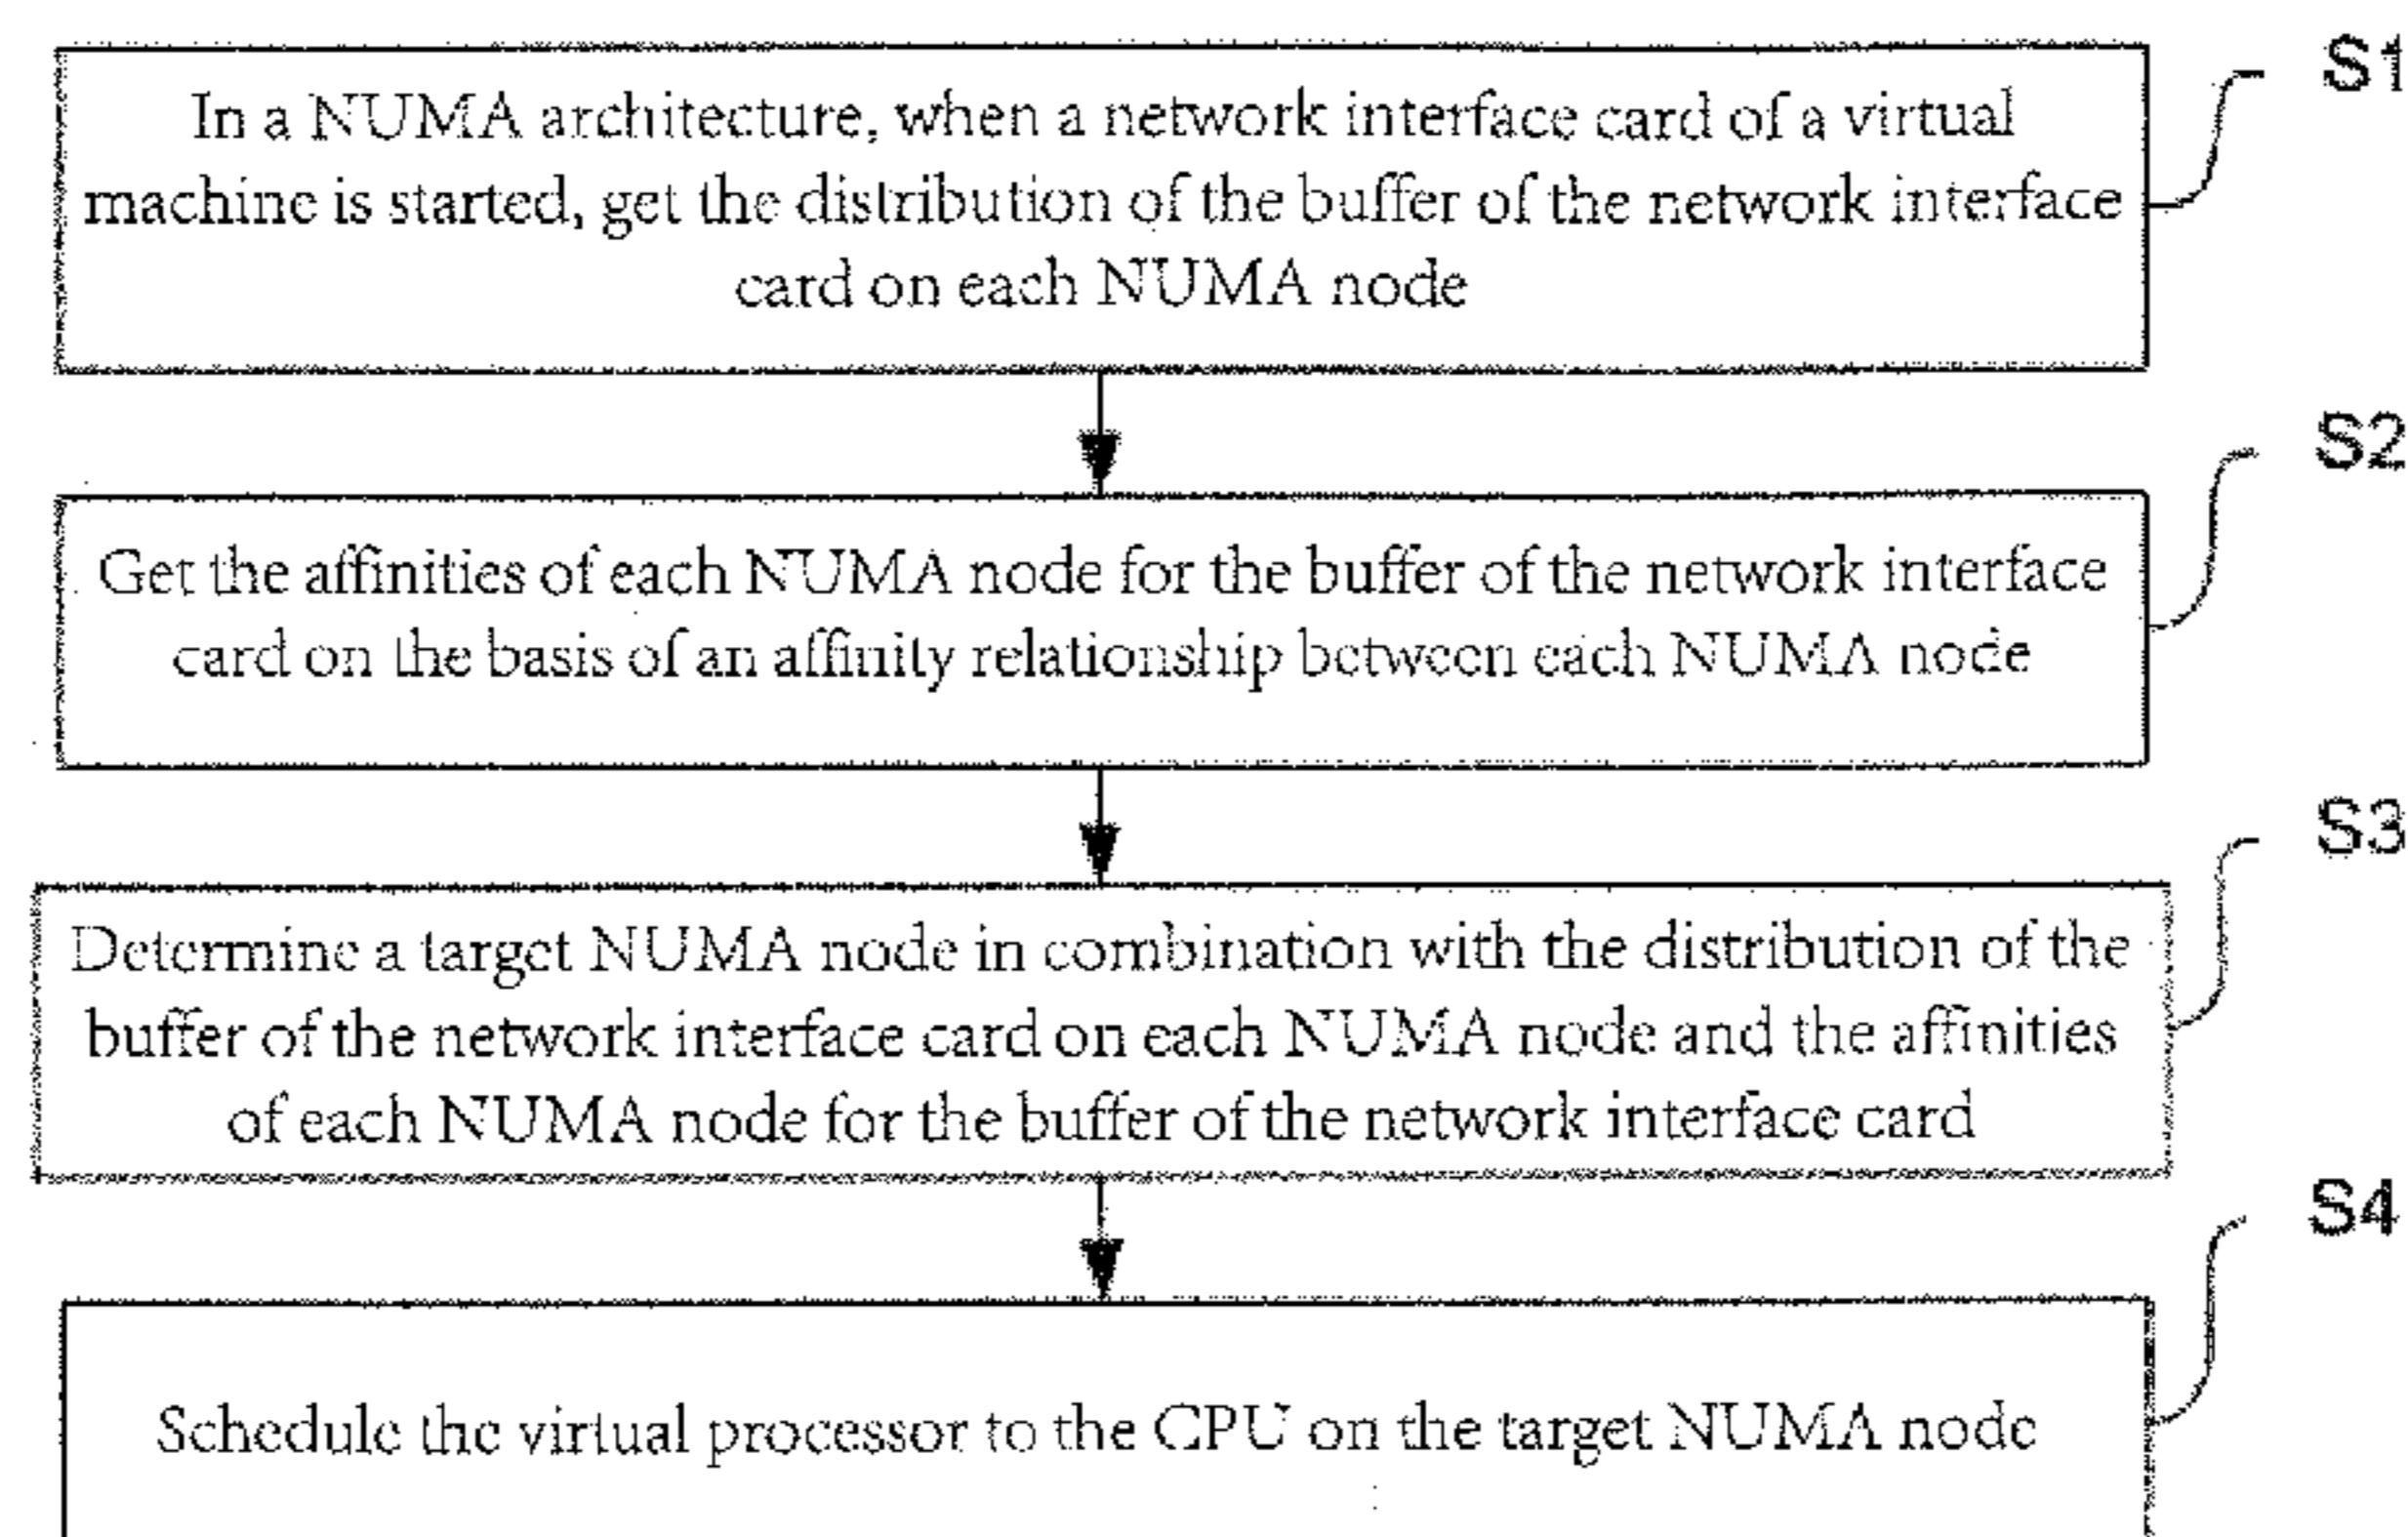 S1
In a NUMA architecture, when a network interface card of a virtual
machine is started, get the distribution of the buffer of the network interface
card on each NUMA node
S2
Get the affinities of each NUMA node for the buffer of the network interface
card on the basis of an affinity relationship between each NUMA node
S3
Determine a target NUMA node in combination with the distribution of the
buffer of the network interface card on each NUMA node and the affinities
of each NUMA node for the buffer of the network interface card
S4
Schedule the virtual processor to the CPU on the target NUMA node